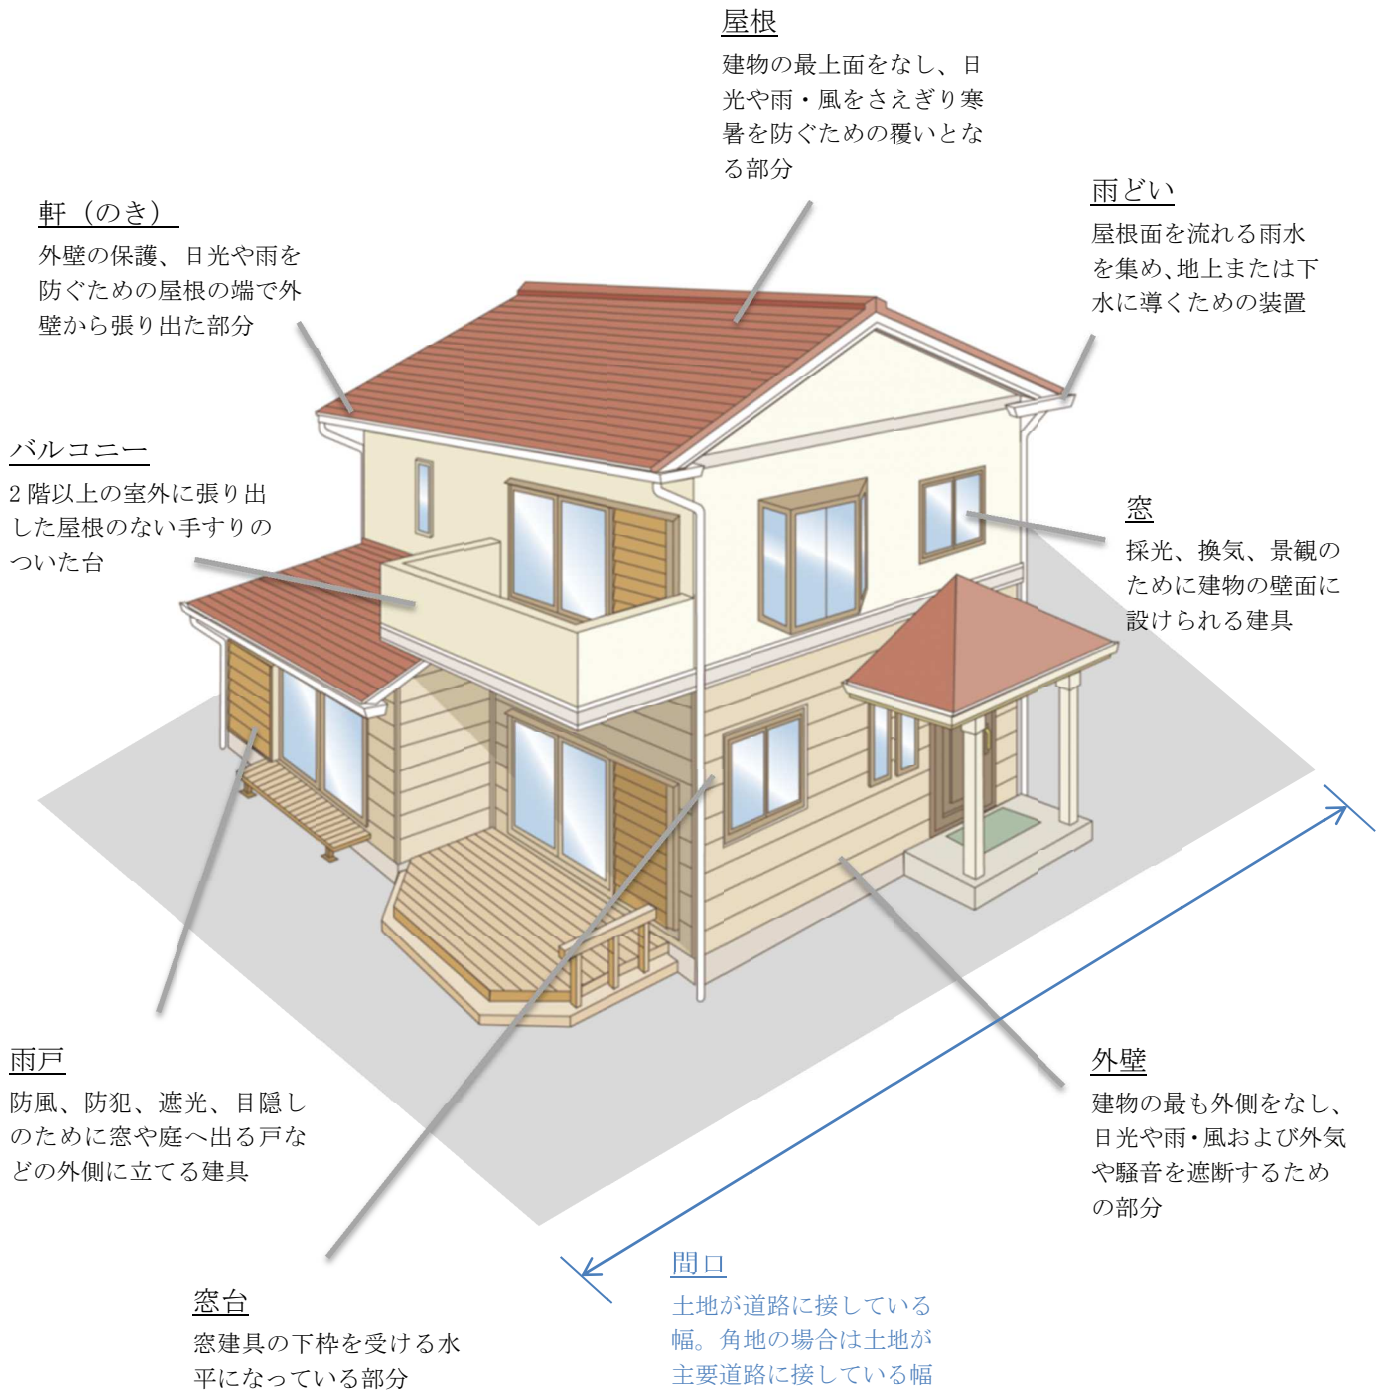 屋根
建物の最上面をなし、日
光や雨・風をさえぎり寒
暑を防ぐための覆いとな
る部分
雨どい
屋根面を流れる雨水
を集め、地上または下
水に導くための装置
軒（のき）
外壁の保護、日光や雨を
防ぐための屋根の端で外
壁から張り出た部分
バルコニー
2 階以上の室外に張り出
した屋根のない手すりの
ついた台
窓
採光、換気、景観の
ために建物の壁面に
設けられる建具
雨戸
防風、防犯、遮光、目隠し
のために窓や庭へ出る戸な
どの外側に立てる建具
外壁
建物の最も外側をなし、
日光や雨・風および外気
や騒音を遮断するため
の部分
窓台
窓建具の下枠を受ける水
平になっている部分
間口
土地が道路に接している
幅。角地の場合は土地が
主要道路に接している幅